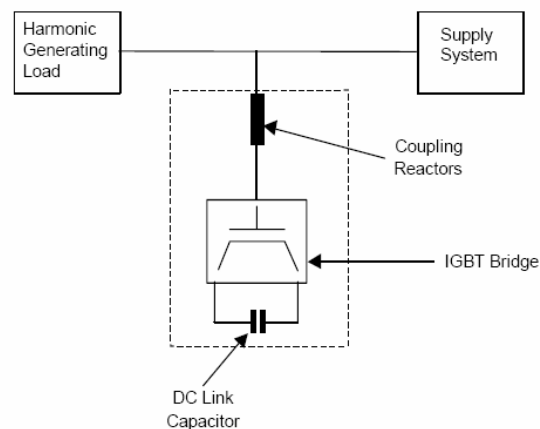 Harmonic
Generating
Load
Supply
System
Coupling
Reactors
IGBT Bridge
DC Link
Capacitor